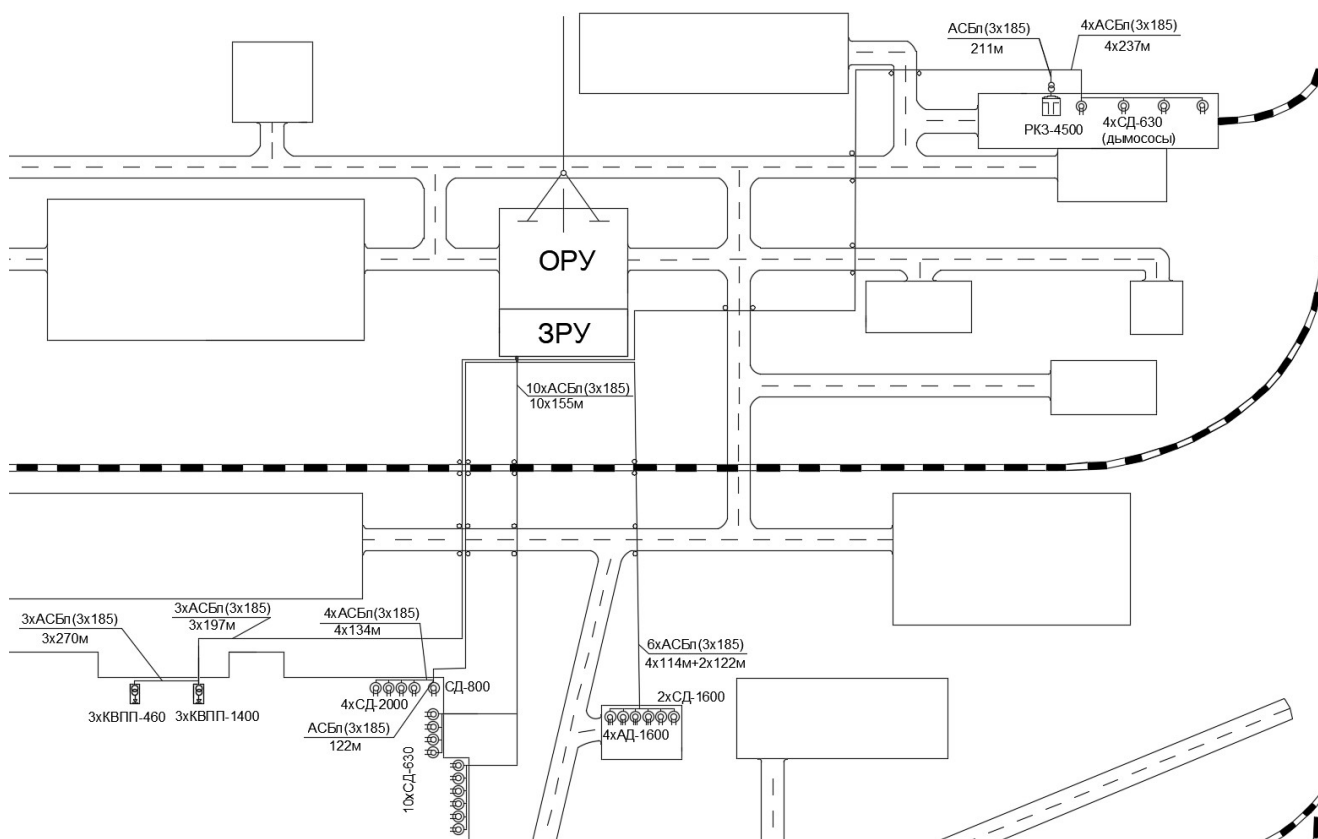 АСБл(3х185)
211м
4хАСБл(3х185)
4х237м
РКЗ-4500
4хСД-630
(дымососы)
ОРУ
ЗРУ
10хАСБл(3х185)
10х155м
3хАСБл(3х185)
3х270м
3хАСБл(3х185)
3х197м
4хАСБл(3х185)
4х134м
6хАСБл(3х185)
4х114м+2х122м
3хКВПП-460
3хКВПП-1400
4хСД-2000
СД-800
АСБл(3х185)
122м
10хСД-630
2хСД-1600
4хАД-1600